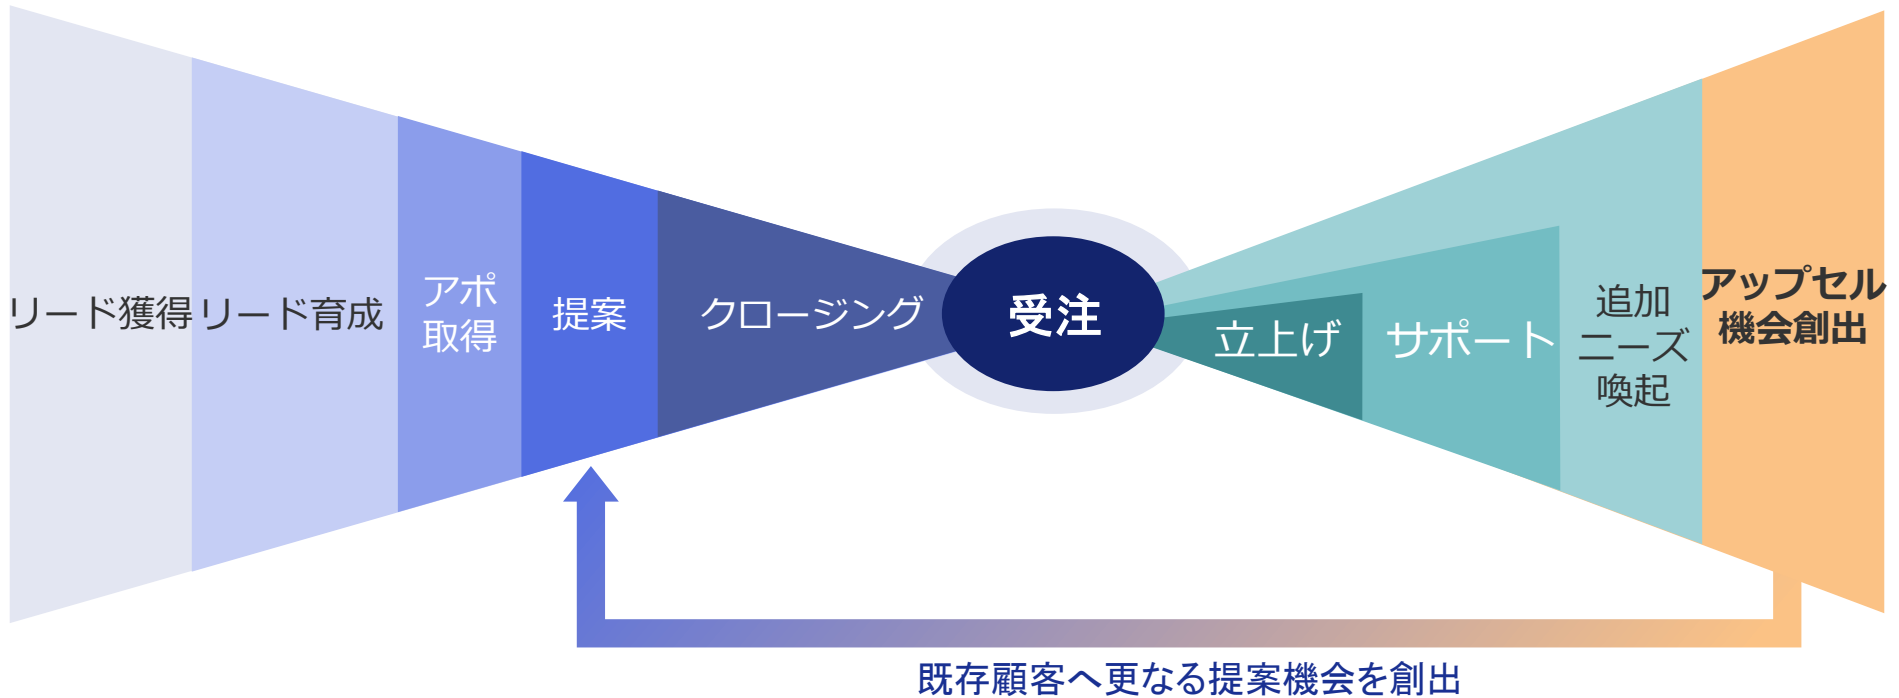 リード獲得
リード育成
アポ
取得
提案
クロージング
受注
立上げ
サポート
追加
ニーズ
喚起
アップセル
機会創出
既存顧客へ更なる提案機会を創出